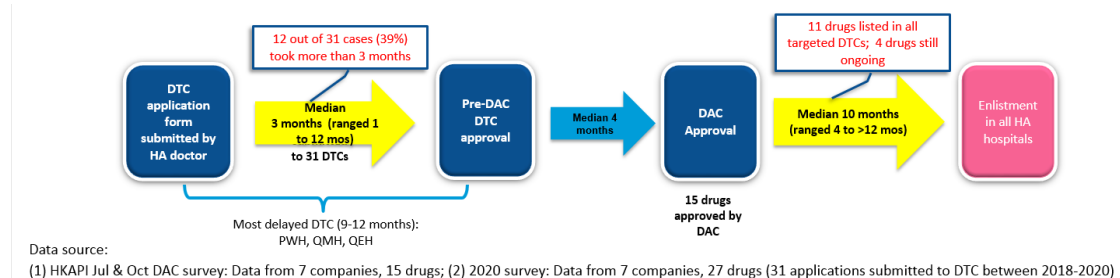 12 out of 31 cases (39%)
took more than 3 months
11 drugs listed in all
targeted DTCs; 4 drugs still
ongoing
DTC
application
form
submitted by
HA doctor
Median
3 months (ranged 1
to 12 mos)
to 31 DTCs
Pre-DAC
DTC
approval
Median 4
months
DAC
Approval
Median 10 months
(ranged 4 to >12 mos)
Enlistment
in all HA
hospitals
15 drugs
approved by
DAC
Most delayed DTC (9-12 months):
PWH, QMH, QEH
Data source:
(1) HKAPI Jul & Oct DAC survey: Data from 7 companies, 15 drugs; (2) 2020 survey: Data from 7 companies, 27 drugs (31 applications submitted to DTC between 2018-2020)